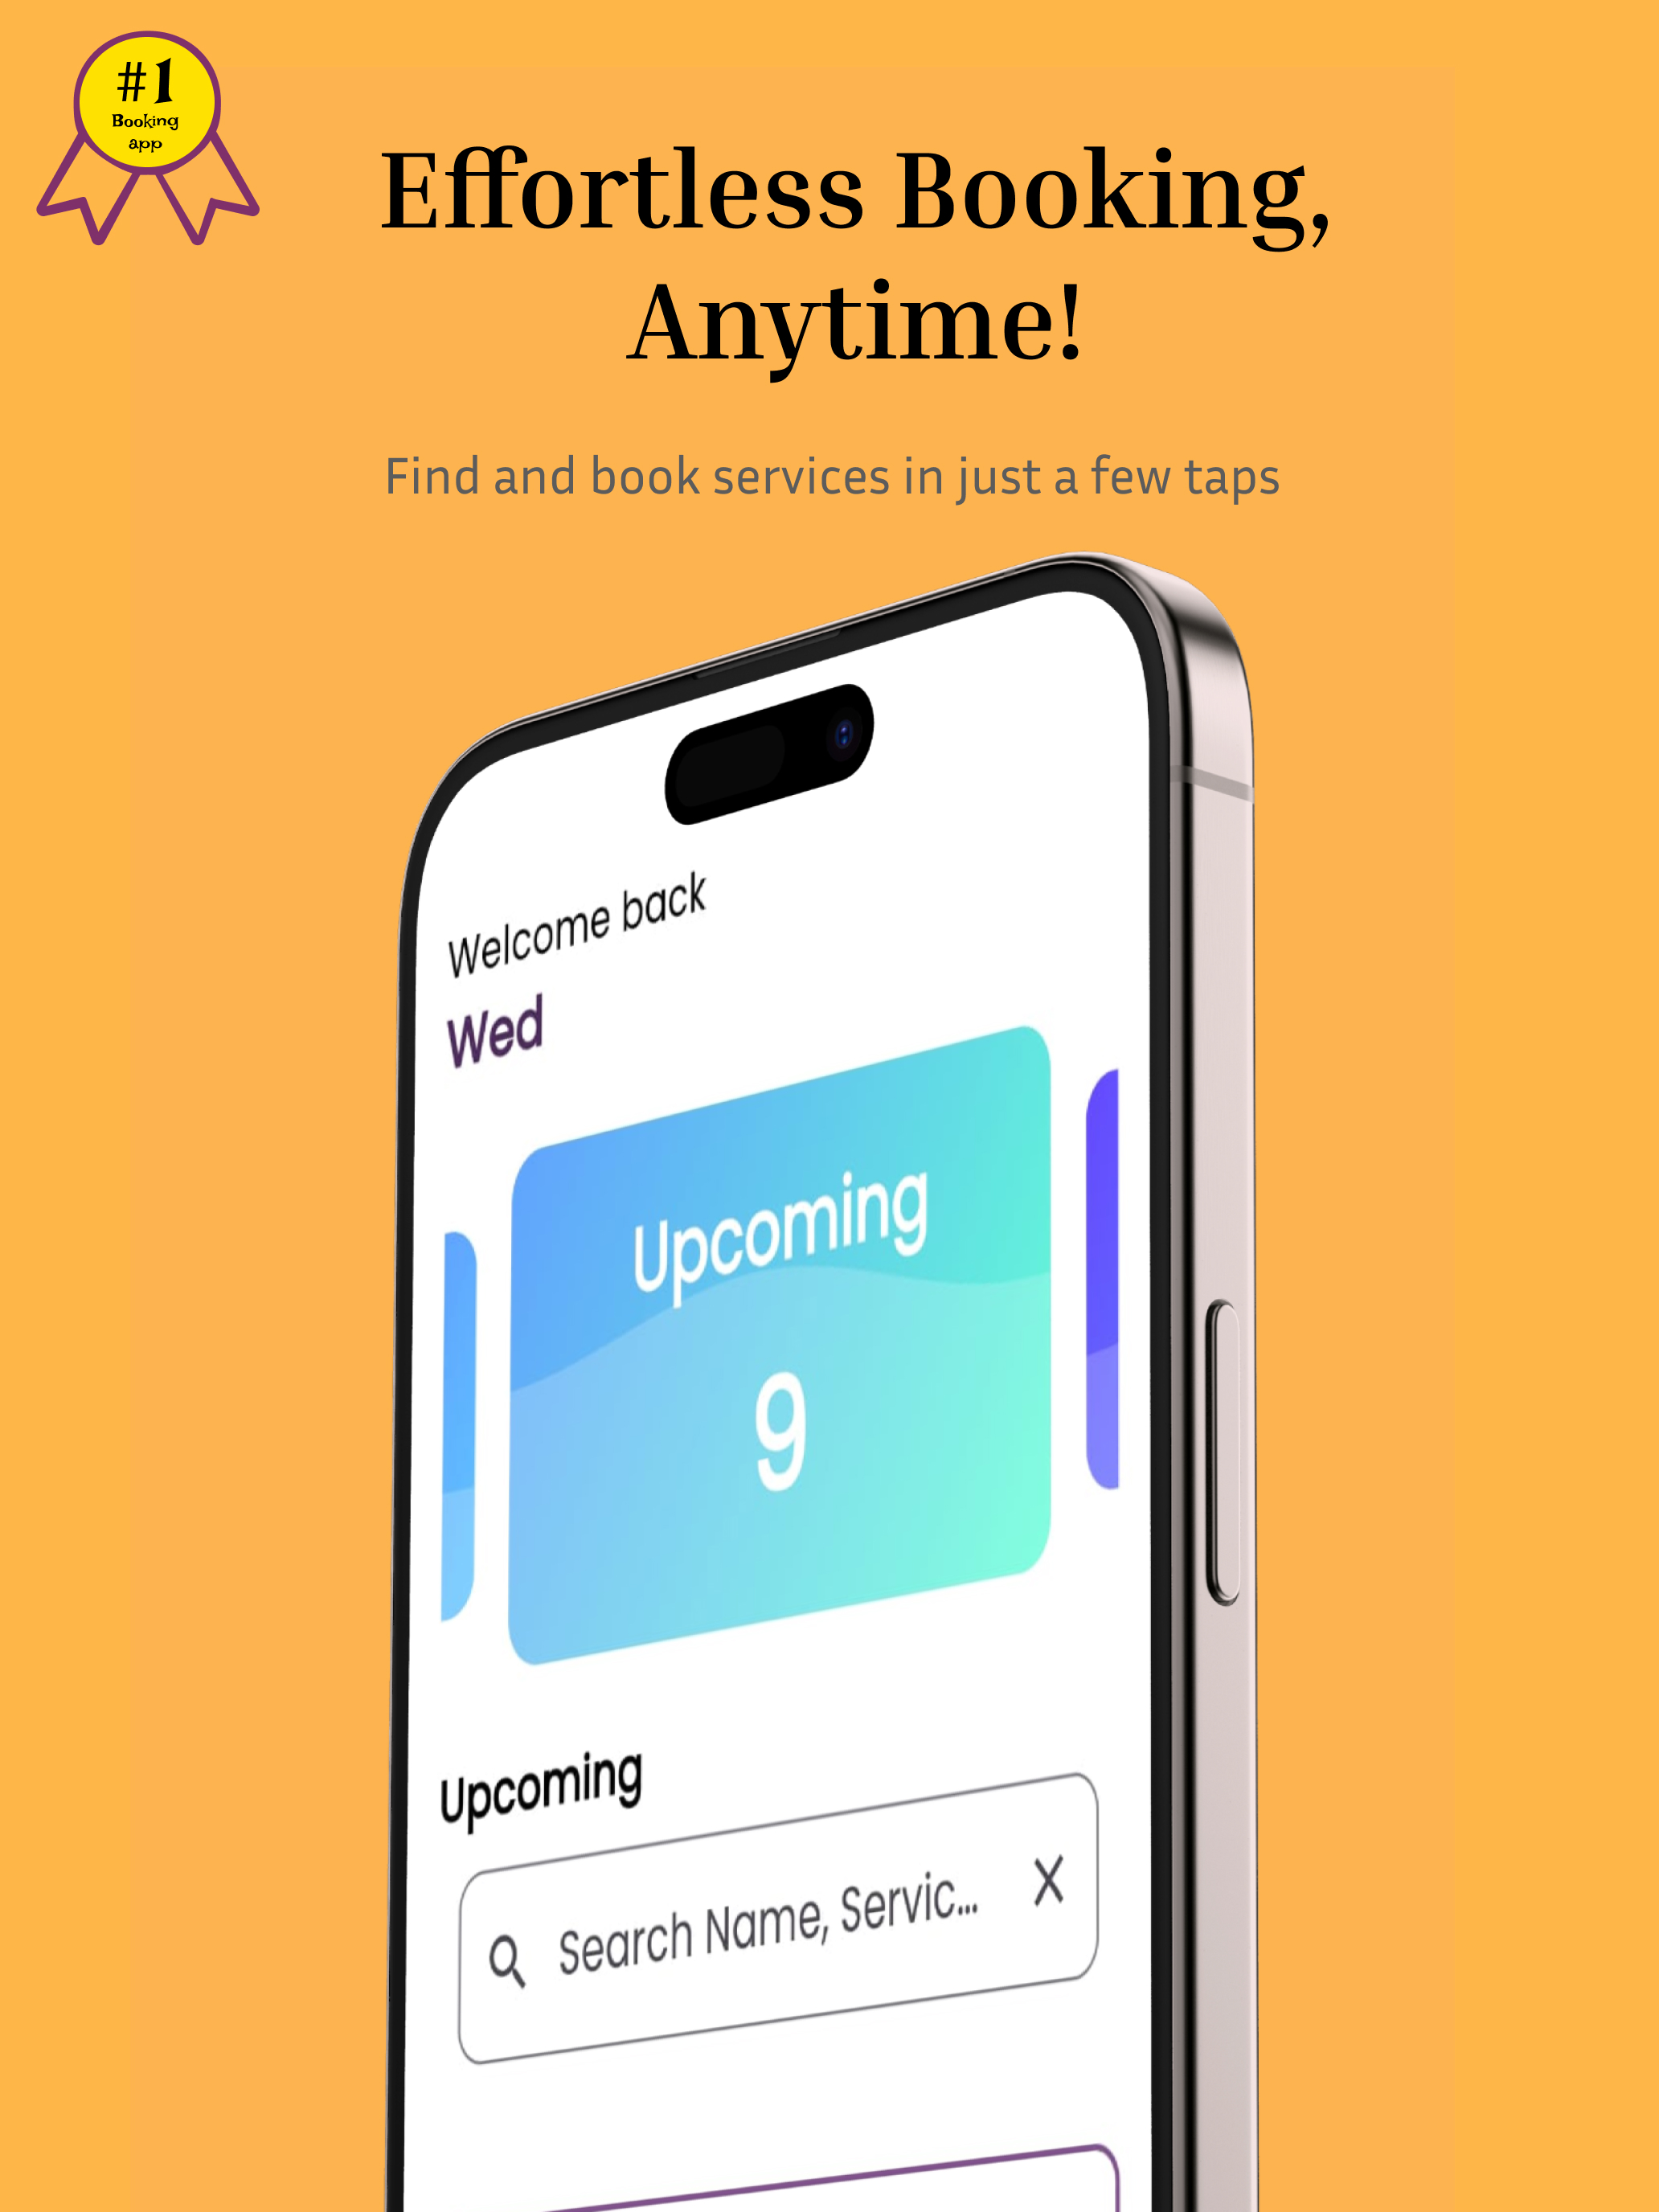 #1
Booking
app
Effortless Booking,
Anytime!
Find and book services in just a few taps
Welcome back
Wed
Upcoming
9
Upcoming
Search Name, Servic...